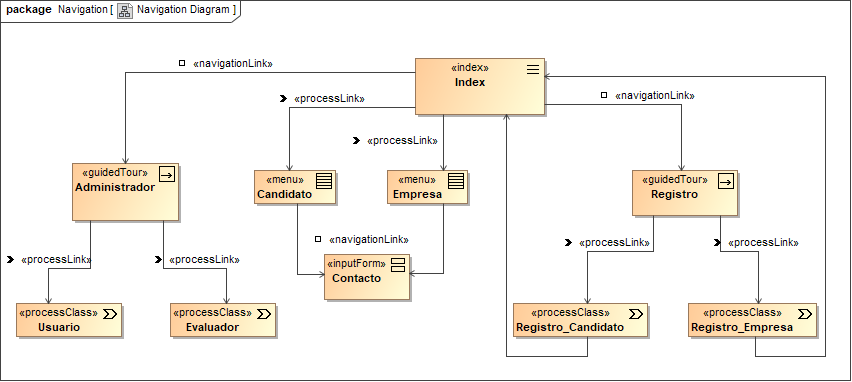 package Navigation [ Navigation Diagram ]
«navigationLink»
«index»
Index
«processLink»
«navigationLink»
«processLink»
«guidedTour»
Administrador
«menu»
Candidato
«menu»
Empresa
«guidedTour»
Registro
«navigationLink»
«processLink»
«processLink»
«inputForm»
Contacto
«processLink»
«processLink»
«processClass»
Usuario
«processClass»
Evaluador
«processClass»
Registro_Candidato
«processClass»
Registro_Empresa